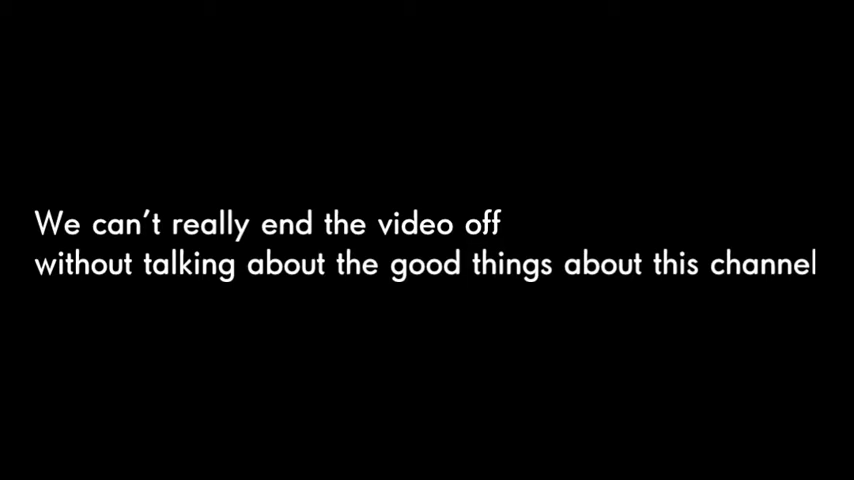 We can't really end the video off
without talking about the good things about this channel